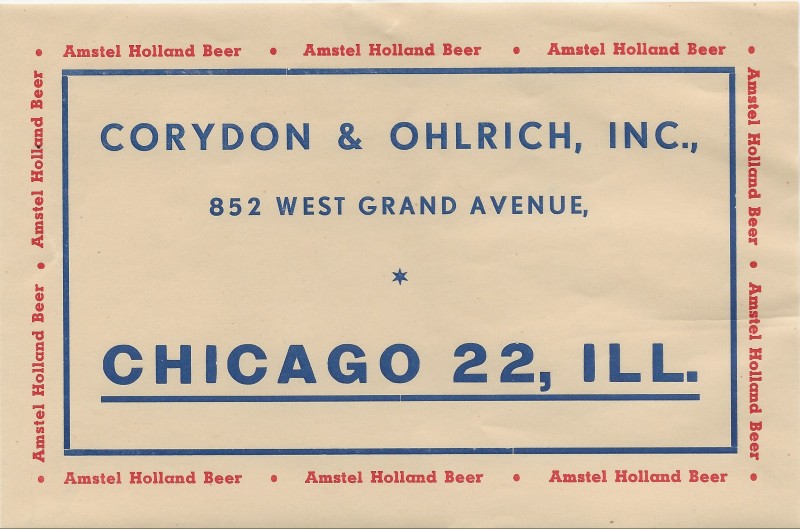 • Amstel Holland Beer • Amstel Holland Beer • Amstel Holland Beer •
Amstel Holland Beer • Amstel Holland Beer
CORYDON & OHLRICH, INC.,
852 WEST GRAND AVENUE,
CHICAGO 22, ILL.
Amstel Holland Beer • Amstel Holland Beer
• Amstel Holland Beer • Amstel Holland Beer • Amstel Holland Beer •